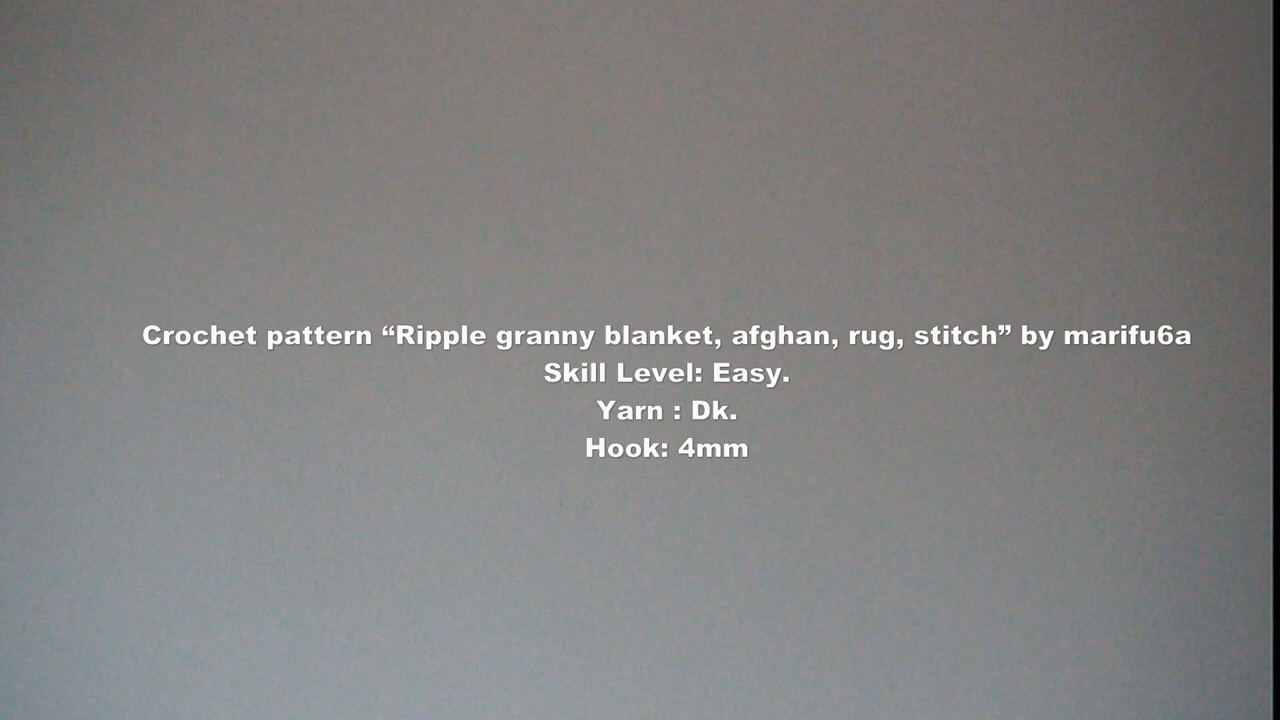 Crochet pattern “Ripple granny blanket, afghan, rug, stitch” by marifu6a
Skill Level: Easy.
Yarn : Dk.
Hook: 4mm